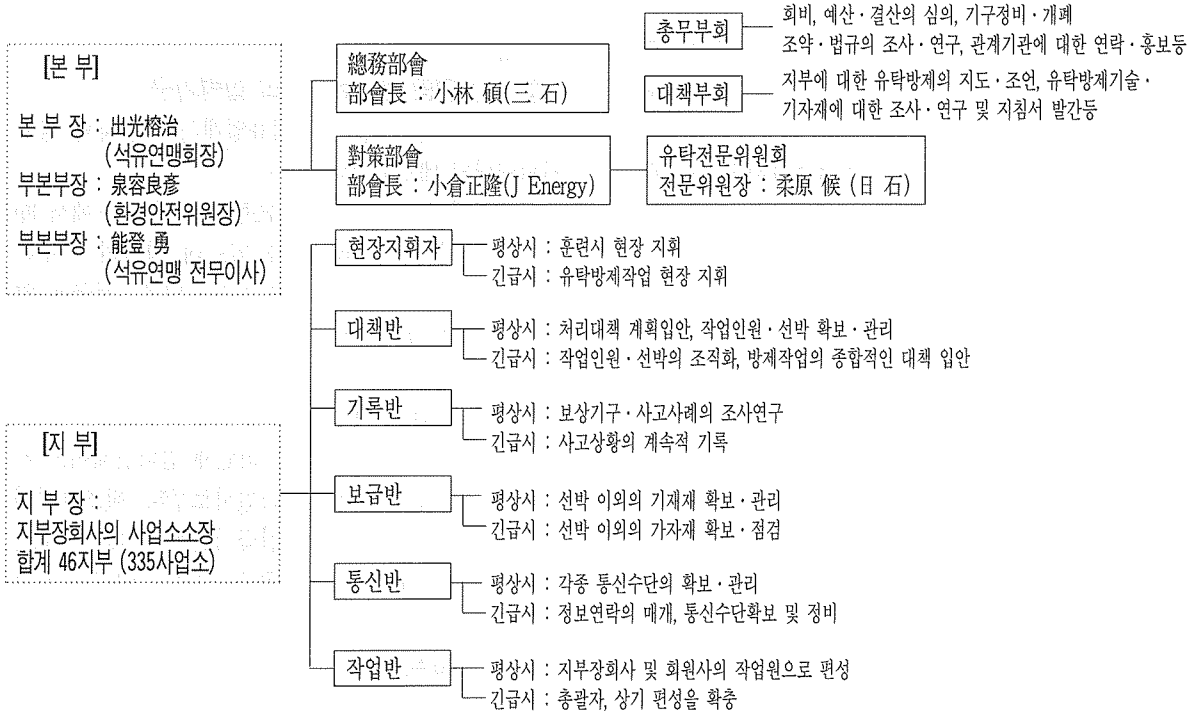 총무부회
회비, 예산·결산의 심의, 기구정비·개폐
조약·법규의 조사·연구, 관계기관에 대한 연락·홍보등
대책부회
지부에 대한 유탁방제의 지도·조언, 유탁방제기술·
기자재에 대한 조사·연구 및 지침서 발간등
[본 부]
본 부 장 : 出光榕治
(석유연맹회장)
부본부장 : 泉容良彦
(환경안전위원장)
부본부장 : 能登 勇
(석유연맹 전무이사)
總務部會
部會長 : 小林 碩(三 石)
對策部會
部會長 : 小倉正隆(J Energy)
유탁전문위원회
전문위원장 : 柔原 候 (日 石)
현장지휘자
평상시 : 훈련시 현장 지휘
긴급시 : 유탁방제작업 현장 지휘
대책반
평상시 : 처리대책 계획입안, 작업인원·선박 확보·관리
긴급시 : 작업인원·선박의 조직화, 방제작업의 종합적인 대책 입안
기록반
평상시 : 보상기구·사고사례의 조사연구
긴급시 : 사고상황의 계속적 기록
[지 부]
지 부 장 :
지부장회사의 사업소소장
합계 46지부 (335사업소)
보급반
평상시 : 선박 이외의 기재재 확보·관리
긴급시 : 선박 이외의 가자재 확보·점검
통신반
평상시 : 각종 통신수단의 확보·관리
긴급시 : 정보연락의 매개, 통신수단확보 및 정비
작업반
평상시 : 지부장회사 및 회원사의 작업원으로 편성
긴급시 : 총괄자, 상기 편성을 확충